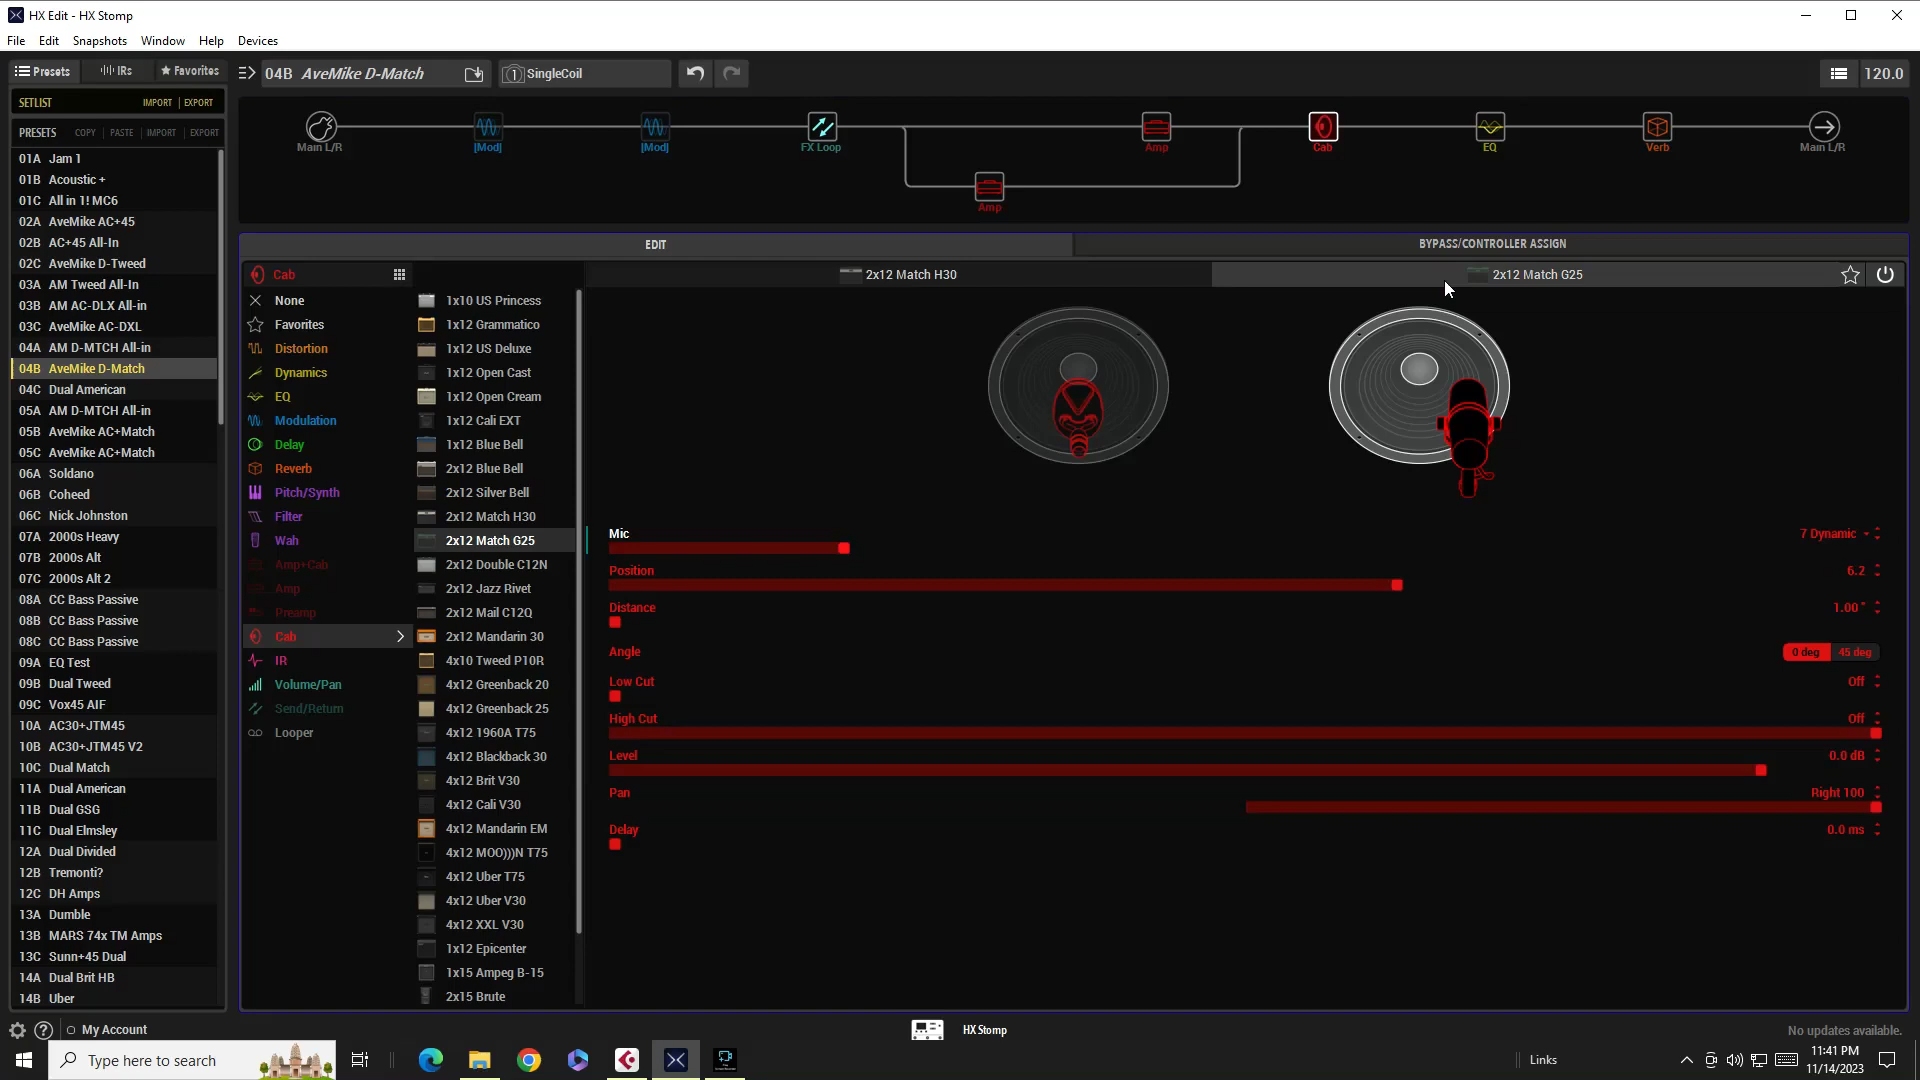 HX Edit - HX Stomp
File Edit Snapshots Window Help Devices
Presets IRs Favorites
04B AveMike D-Match 1 SingleCoil 120.0
SETLIST IMPORT | EXPORT
PRESETS COPY | PASTE | IMPORT | EXPORT
01A Jam 1
01B Acoustic +
01C All in 1! MC6
02A AveMike AC+45
02B AC+45 All-In
02C AveMike D-Tweed
03A AM Tweed All-In
03B AM AC-DLX All-in
03C AveMike AC-DXL
04A AM D-MTCH All-in
04B AveMike D-Match
04C Dual American
05A AM D-MTCH All-in
05B AveMike AC+Match
05C AveMike AC+Match
06A Soldano
06B Coheed
06C Nick Johnston
07A 2000s Heavy
07B 2000s Alt
07C 2000s Alt 2
08A CC Bass Passive
08B CC Bass Passive
08C CC Bass Passive
09A EQ Test
09B Dual Tweed
09C Vox45 AIF
10A AC30+JTM45
10B AC30+JTM45 V2
10C Dual Match
11A Dual American
11B Dual GSG
11C Dual Elmsley
12A Dual Divided
12B Tremonti?
12C DH Amps
13A Dumble
13B MARS 74x TM Amps
13C Sunn+45 Dual
14A Dual Brit HB
14B Uber
Main L/R [Mod] [Mod] FX Loop Amp Cab EQ Verb Main L/R
Amp
EDIT BYPASS/CONTROLLER ASSIGN
Cab 2x12 Match H30 2x12 Match G25
None
Favorites
Distortion
Dynamics
EQ
Modulation
Delay
Reverb
Pitch/Synth
Filter
Wah
Amp+Cab
Amp
Preamp
Cab
IR
Volume/Pan
Send/Return
Looper
1x10 US Princess
1x12 Grammatico
1x12 US Deluxe
1x12 Open Cast
1x12 Open Cream
1x12 Cali EXT
1x12 Blue Bell
2x12 Blue Bell
2x12 Silver Bell
2x12 Match H30
2x12 Match G25
2x12 Double C12N
2x12 Jazz Rivet
2x12 Mail C12Q
2x12 Mandarin 30
4x10 Tweed P10R
4x12 Greenback 20
4x12 Greenback 25
4x12 1960A T75
4x12 Blackback 30
4x12 Brit V30
4x12 Cali V30
4x12 Mandarin EM
4x12 MOO)))N T75
4x12 Uber T75
4x12 Uber V30
4x12 XXL V30
1x12 Epicenter
1x15 Ampeg B-15
2x15 Brute
Mic 7 Dynamic
Position 6.2
Distance 1.00 "
Angle 0 deg 45 deg
Low Cut Off
High Cut Off
Level 0.0 dB
Pan Right 100
Delay 0.0 ms
My Account HX Stomp No updates available.
Type here to search Links 11:41 PM
11/14/2023